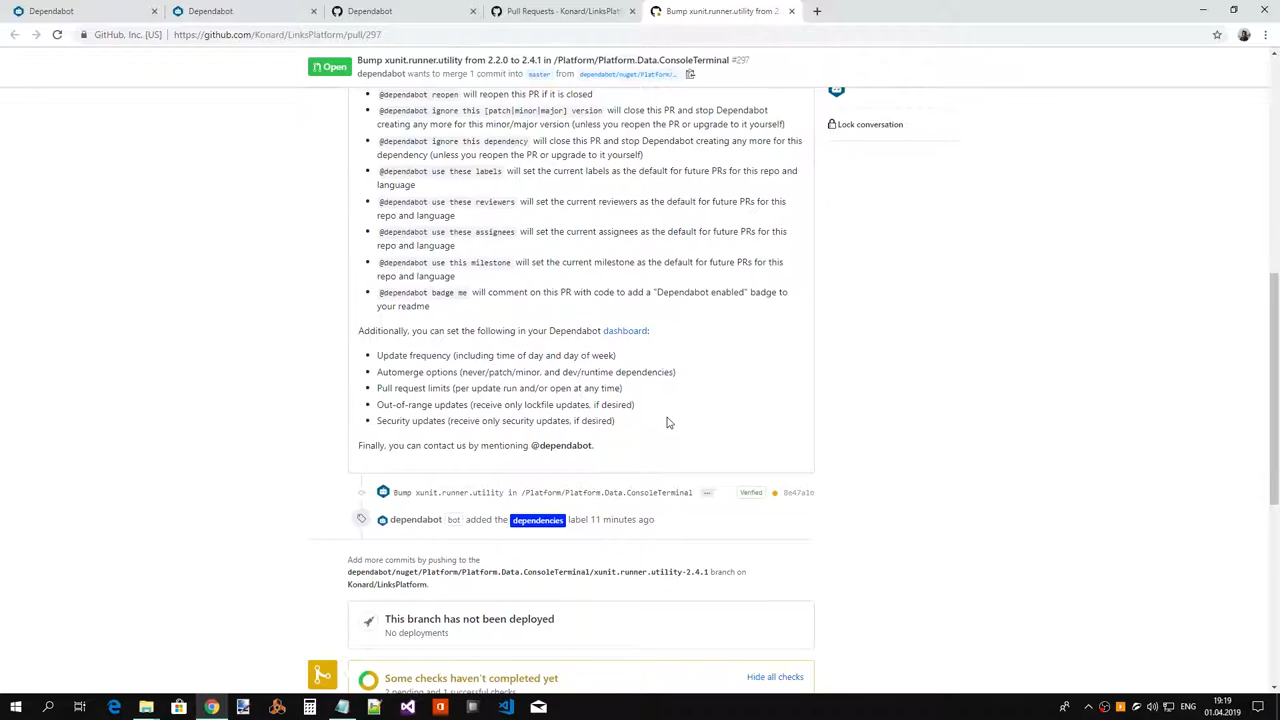 Dependabot
Dependabot
Dependabot
Pull Requests · Konard/LinksPlatf
Bump xunit.runner.utility from 2.2
GitHub, Inc. [US]
https://github.com/Konard/LinksPlatform/pull/297
Open
Bump xunit.runner.utility from 2.2.0 to 2.4.1 in /Platform/Platform.Data.ConsoleTerminal #297
dependabot wants to merge 1 commit into master from dependabot/nuget/Platform/…
@dependabot reopen will reopen this PR if it is closed
@dependabot ignore this [patch|minor|major] version will close this PR and stop Dependabot
creating any more for this minor/major version (unless you reopen the PR or upgrade to it yourself)
@dependabot ignore this dependency will close this PR and stop Dependabot creating any more for this
dependency (unless you reopen the PR or upgrade to it yourself)
@dependabot use these labels will set the current labels as the default for future PRs for this repo and
language
@dependabot use these reviewers will set the current reviewers as the default for future PRs for this
repo and language
@dependabot use these assignees will set the current assignees as the default for future PRs for this
repo and language
@dependabot use this milestone will set the current milestone as the default for future PRs for this
repo and language
@dependabot badge me will comment on this PR with code to add a "Dependabot enabled" badge to
your readme
Additionally, you can set the following in your Dependabot dashboard:
Update frequency (including time of day and day of week)
Automerge options (never/patch/minor, and dev/runtime dependencies)
Pull request limits (per update run and/or open at any time)
Out-of-range updates (receive only lockfile updates, if desired)
Security updates (receive only security updates, if desired)
Finally, you can contact us by mentioning @dependabot.
Lock conversation
Bump xunit.runner.utility in /Platform/Platform.Data.ConsoleTerminal … Verified 8e47a1e
dependabot bot added the dependencies label 11 minutes ago
Add more commits by pushing to the
dependabot/nuget/Platform/Platform.Data.ConsoleTerminal/xunit.runner.utility-2.4.1 branch on
Konard/LinksPlatform.
This branch has not been deployed
No deployments
Some checks haven't completed yet
Hide all checks
2 pending and 1 successful checks
ENG
19:19
01.04.2019